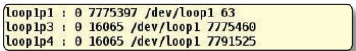 loop1p1 : 0 7775397 /dev/loop1 63
loop1p3 : 0 16065 /dev/loop1 7775460
loop1p4 : 0 16065 /dev/loop1 7791525